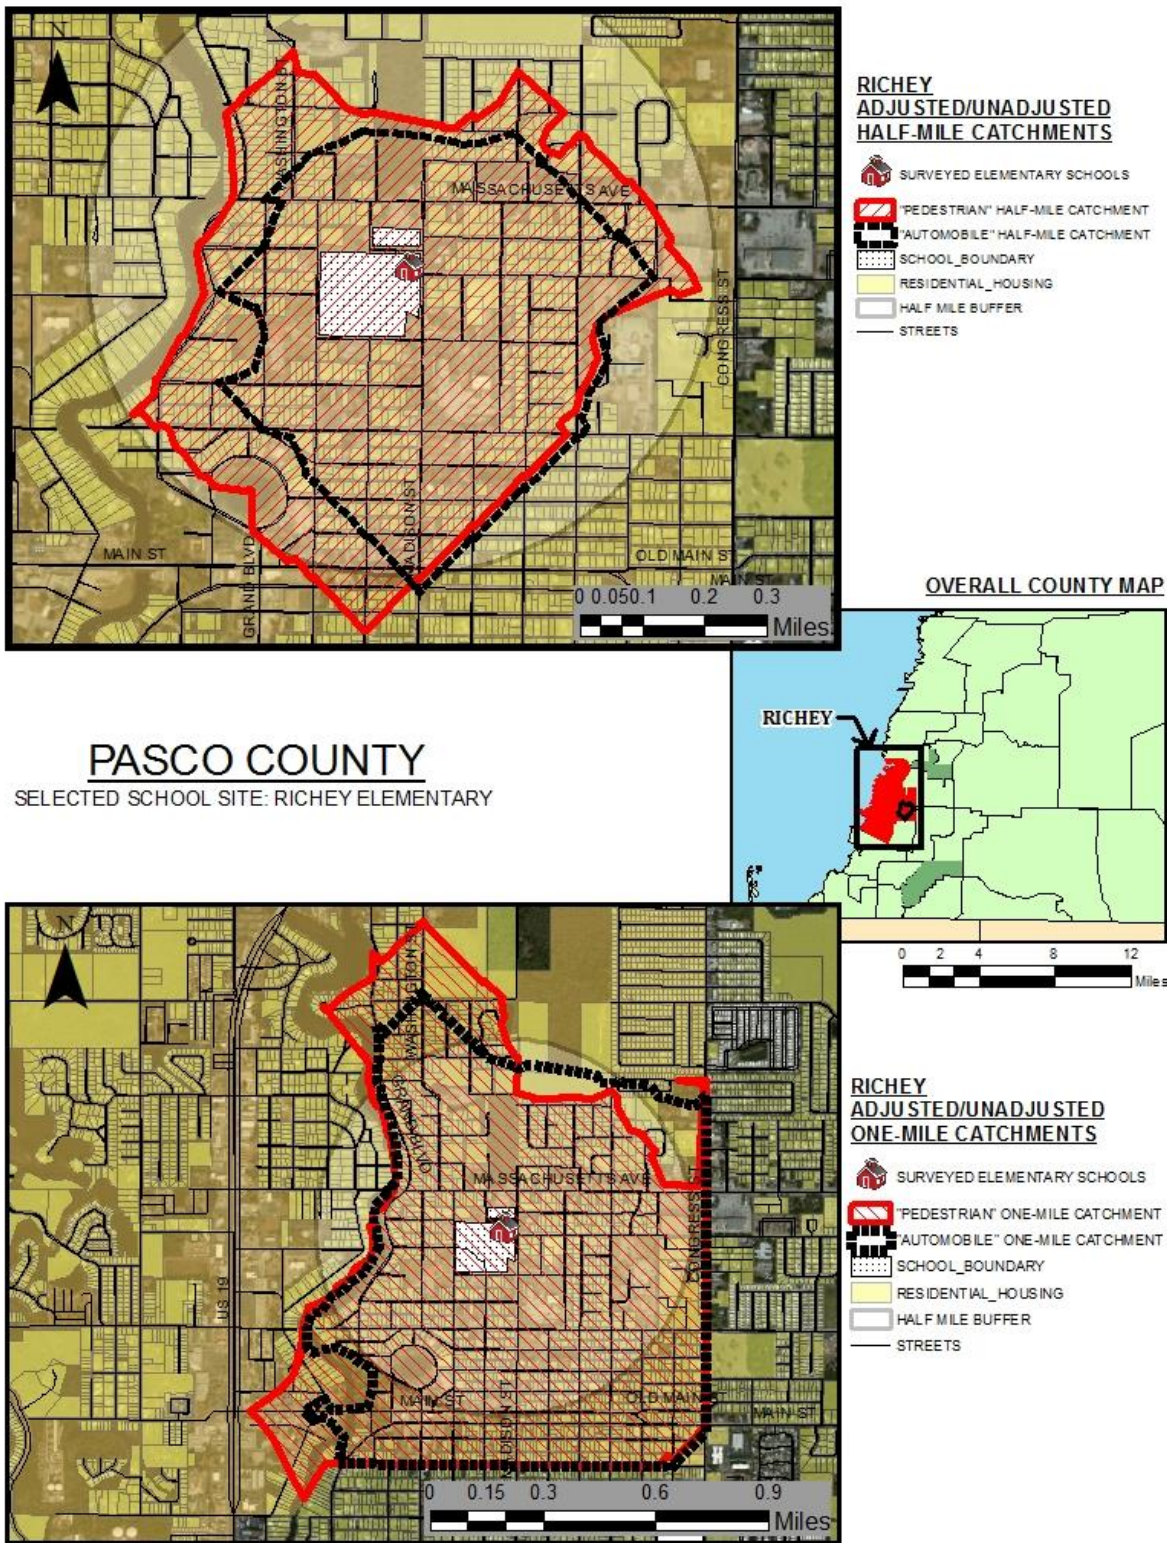 N
WASHINGTON ST
MASSACHUSETTS AVE
CONGRESS ST
MADISON ST
MAIN ST
GRAND BLVD
OLD MAIN ST
MAIN ST
0 0.05 0.1 0.2 0.3
Miles
RICHEY
ADJUSTED/UNADJUSTED
HALF-MILE CATCHMENTS
SURVEYED ELEMENTARY SCHOOLS
"PEDESTRIAN" HALF-MILE CATCHMENT
"AUTOMOBILE" HALF-MILE CATCHMENT
SCHOOL_BOUNDARY
RESIDENTIAL_HOUSING
HALF MILE BUFFER
STREETS
OVERALL COUNTY MAP
RICHEY
0 2 4 8 12
Miles
PASCO COUNTY
SELECTED SCHOOL SITE: RICHEY ELEMENTARY
N
WASHINGTON ST
GRAND BLVD
MASSACHUSETTS AVE
CONGRESS ST
US 19
MAIN ST
MADISON ST
OLD MAIN ST
MAIN ST
0 0.15 0.3 0.6 0.9
Miles
RICHEY
ADJUSTED/UNADJUSTED
ONE-MILE CATCHMENTS
SURVEYED ELEMENTARY SCHOOLS
"PEDESTRIAN" ONE-MILE CATCHMENT
"AUTOMOBILE" ONE-MILE CATCHMENT
SCHOOL_BOUNDARY
RESIDENTIAL_HOUSING
HALF MILE BUFFER
STREETS